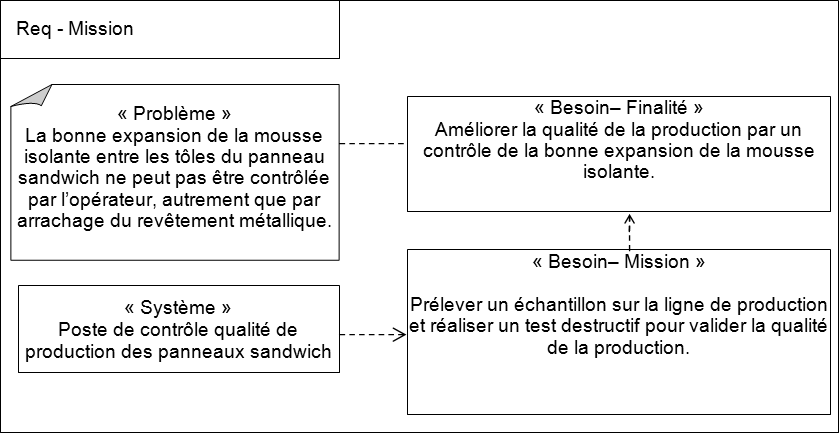 Req - Mission
« Problème »
La bonne expansion de la mousse
isolante entre les tôles du panneau
sandwich ne peut pas être contrôlée
par l’opérateur, autrement que par
arrachage du revêtement métallique.
« Besoin– Finalité »
Améliorer la qualité de la production par un
contrôle de la bonne expansion de la mousse
isolante.
« Système »
Poste de contrôle qualité de
production des panneaux sandwich
« Besoin– Mission »
Prélever un échantillon sur la ligne de production
et réaliser un test destructif pour valider la qualité
de la production.